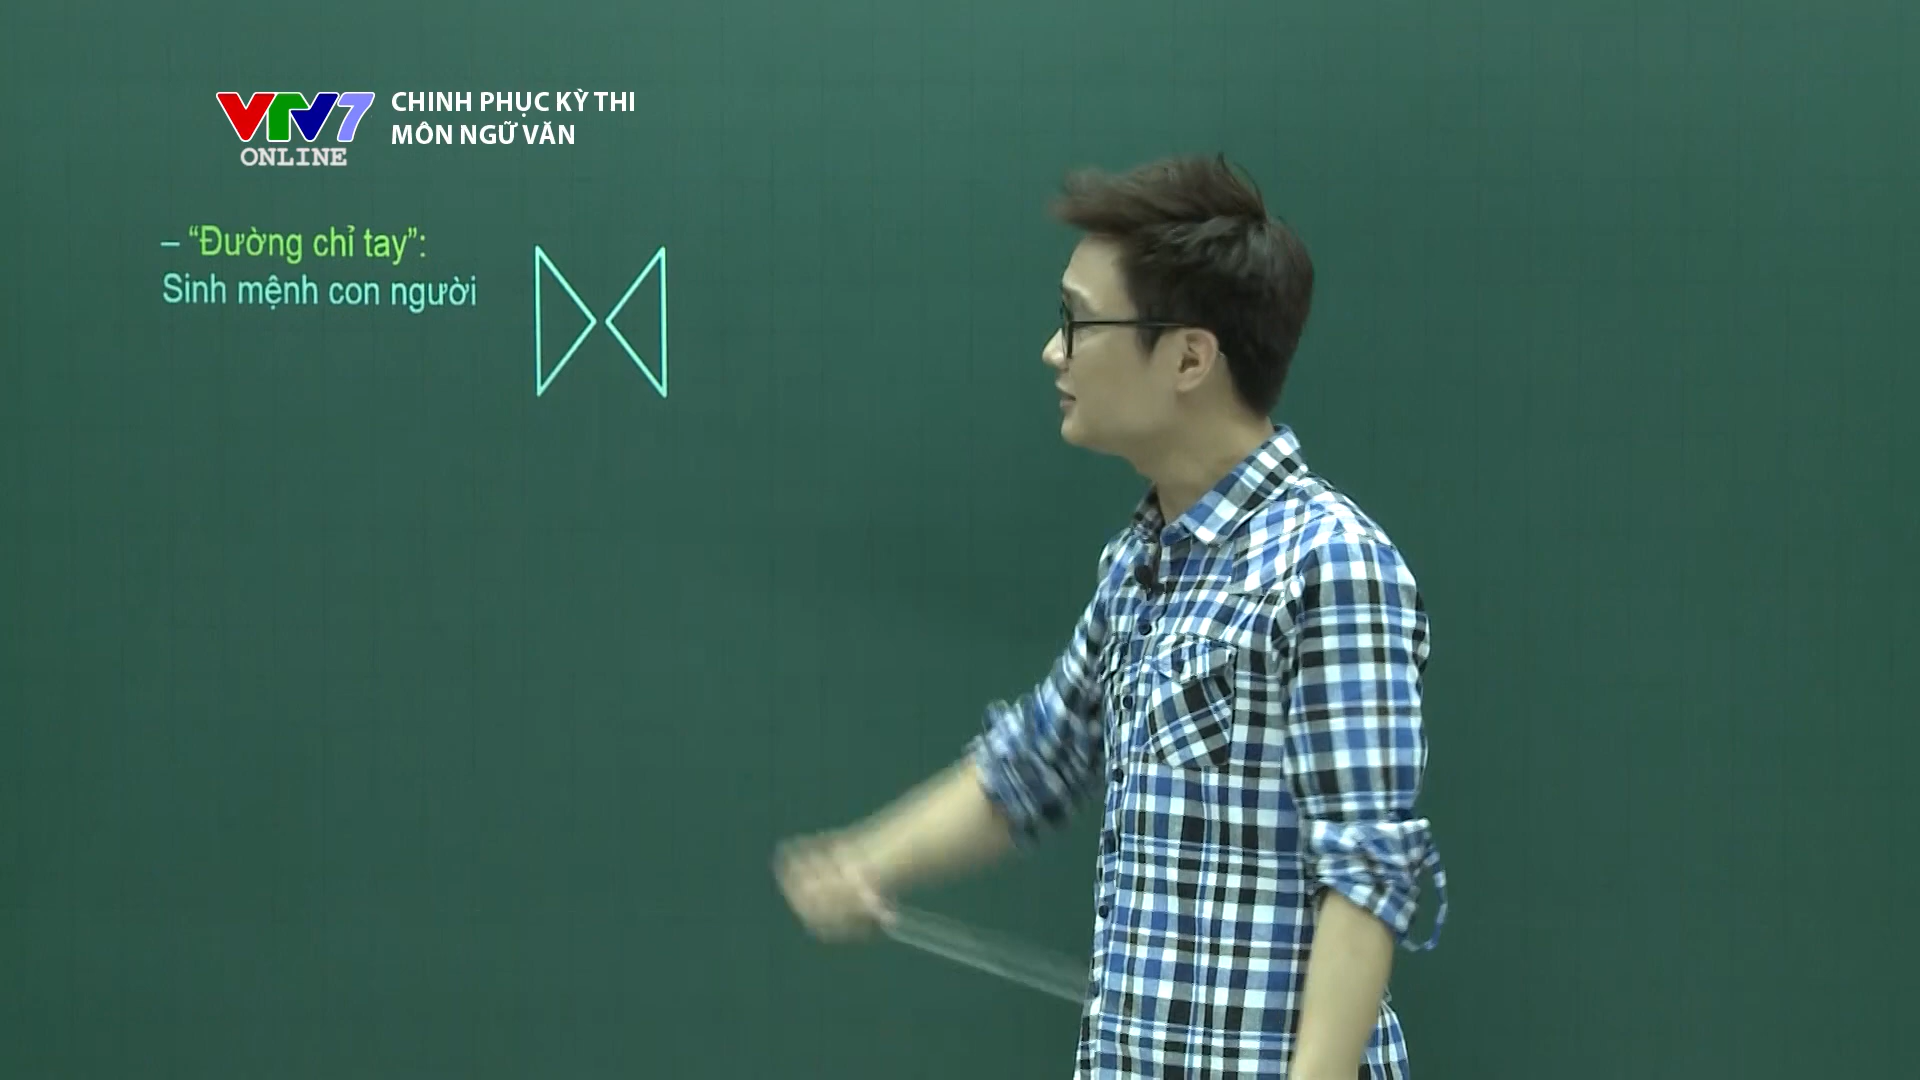 VTV7
ONLINE
CHINH PHỤC KỲ THI
MÔN NGỮ VĂN
– “Đường chỉ tay”:
Sinh mệnh con người